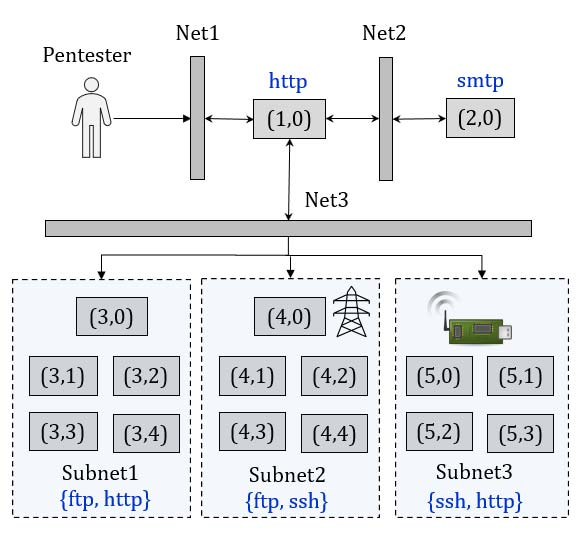 Net1
Net2
Pentester
http
smtp
(1,0)
(2,0)
Net3
(3,0)
(4,0)
(3,1)
(3,2)
(4,1)
(4,2)
(5,0)
(5,1)
(3,3)
(3,4)
(4,3)
(4,4)
(5,2)
(5,3)
Subnet1
{ftp, http}
Subnet2
{ftp, ssh}
Subnet3
{ssh, http}